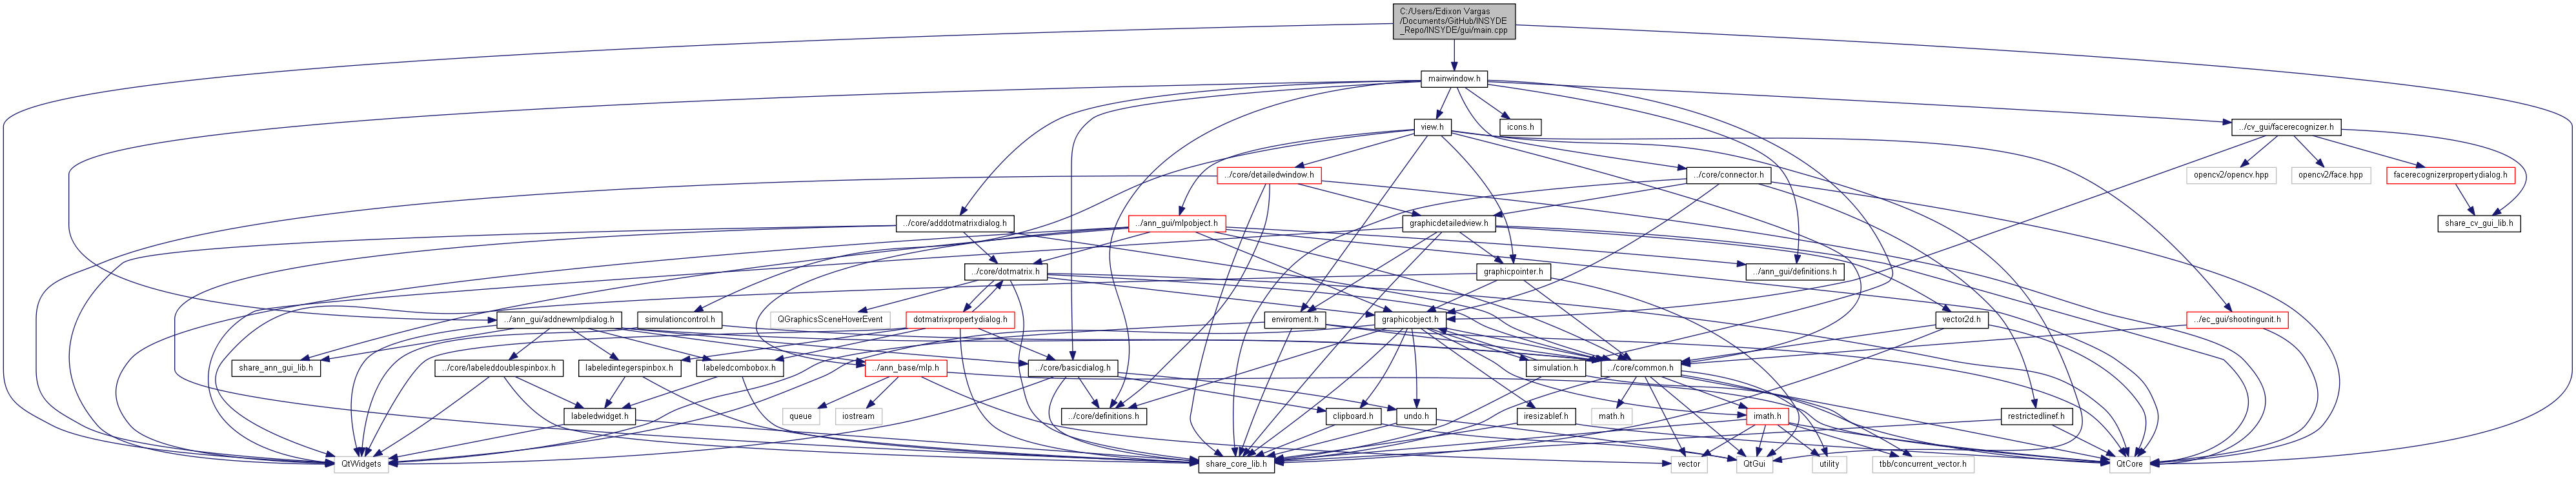 C:/Users/Edixon Vargas
/Documents/GitHub/INSYDE
_Repo/INSYDE/gui/main.cpp
mainwindow.h
view.h
icons.h
../cv_gui/facerecognizer.h
../core/detailedwindow.h
../core/connector.h
opencv2/opencv.hpp
opencv2/face.hpp
facerecognizerpropertydialog.h
../core/adddotmatrixdialog.h
../ann_gui/mlpobject.h
graphicdetailedview.h
share_cv_gui_lib.h
../core/dotmatrix.h
graphicpointer.h
../ann_gui/definitions.h
../ann_gui/addnewmlpdialog.h
simulationcontrol.h
QGraphicsSceneHoverEvent
dotmatrixpropertydialog.h
enviroment.h
graphicobject.h
vector2d.h
../ec_gui/shootingunit.h
share_ann_gui_lib.h
../core/labeleddoublespinbox.h
labeledintegerspinbox.h
labeledcombobox.h
../ann_base/mlp.h
../core/basicdialog.h
simulation.h
../core/common.h
labeledwidget.h
queue
iostream
../core/definitions.h
clipboard.h
undo.h
iresizablef.h
math.h
imath.h
restrictedlinef.h
QtWidgets
share_core_lib.h
vector
QtGui
utility
tbb/concurrent_vector.h
QtCore